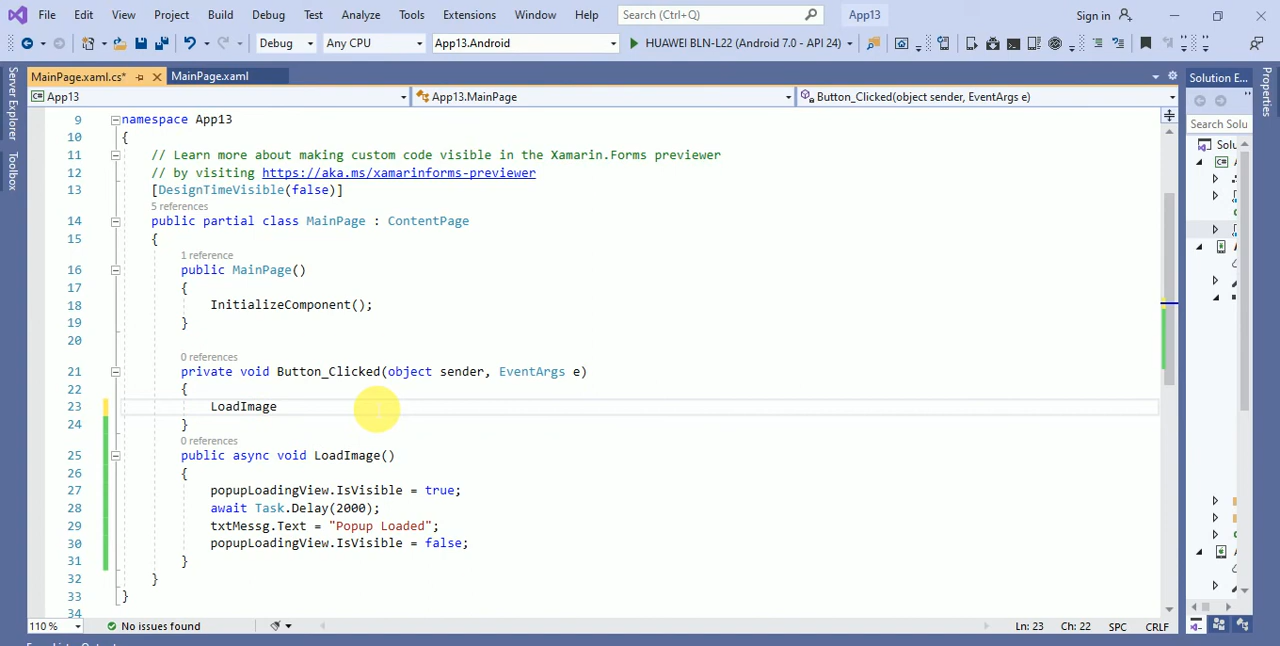 File Edit View Project Build Debug Test Analyze Tools Extensions Window Help Search (Ctrl+Q) App13 Sign in
Debug Any CPU App13.Android HUAWEI BLN-L22 (Android 7.0 - API 24)
Server Explorer
Toolbox
MainPage.xaml.cs* MainPage.xaml
App13 App13.MainPage Button_Clicked(object sender, EventArgs e)
9 namespace App13
10 {
11 // Learn more about making custom code visible in the Xamarin.Forms previewer
12 // by visiting https://aka.ms/xamarinforms-previewer
13 [DesignTimeVisible(false)]
5 references
14 public partial class MainPage : ContentPage
15 {
1 reference
16 public MainPage()
17 {
18 InitializeComponent();
19 }
20
0 references
21 private void Button_Clicked(object sender, EventArgs e)
22 {
23 LoadImage
24 }
0 references
25 public async void LoadImage()
26 {
27 popupLoadingView.IsVisible = true;
28 await Task.Delay(2000);
29 txtMessg.Text = "Popup Loaded";
30 popupLoadingView.IsVisible = false;
31 }
32 }
33 }
34
110 % No issues found Ln: 23 Ch: 22 SPC CRLF
Solution E...
Search Solu
Solu
Properties